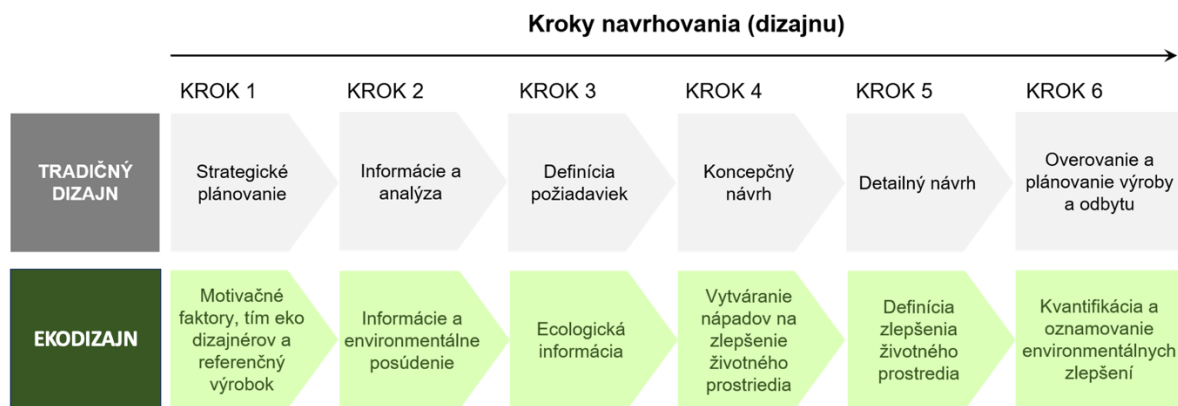 Kroky navrhovania (dizajnu)
KROK 1
KROK 2
KROK 3
KROK 4
KROK 5
KROK 6
TRADIČNÝ
DIZAJN
Strategické
plánovanie
Informácie a
analýza
Definícia
požiadaviek
Koncepčný
návrh
Detailný návrh
Overovanie a
plánovanie výroby
a odbytu
EKODIZAJN
Motivačné
faktory, tím eko
dizajnérov a
referenčný
výrobok
Informácie a
environmentálne
posúdenie
Ecologická
informácia
Vytváranie
nápadov na
zlepšenie
životného
prostriedia
Definícia
zlepšenia
životného
prostredia
Kvantifikácia a
oznamovanie
environmentálnych
zlepšení